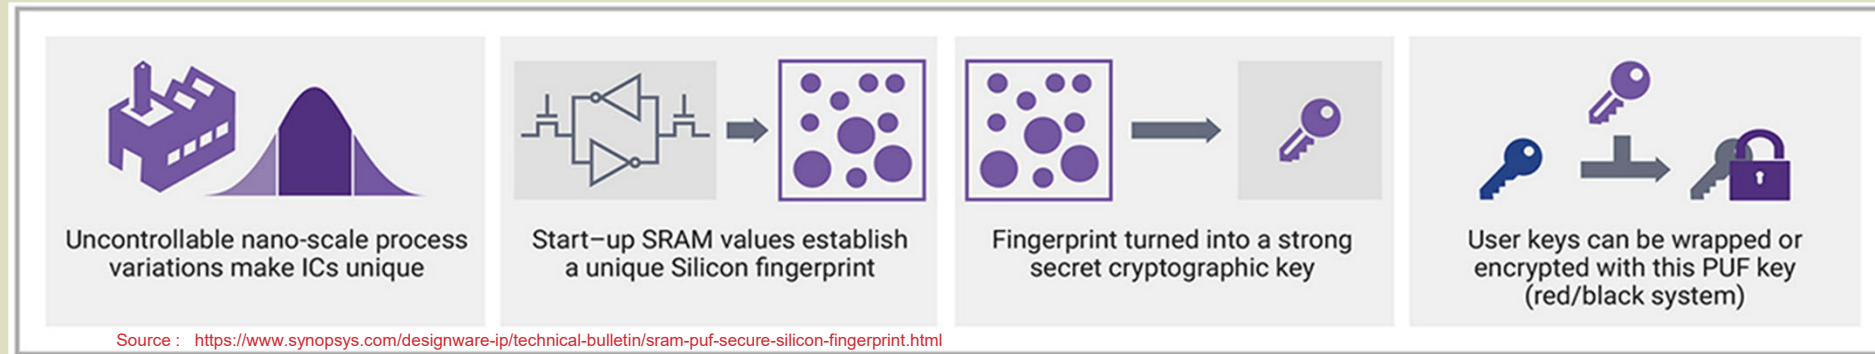 Uncontrollable nano-scale process
variations make ICs unique
Start–up SRAM values establish
a unique Silicon fingerprint
Fingerprint turned into a strong
secret cryptographic key
User keys can be wrapped or
encrypted with this PUF key
(red/black system)
Source : https://www.synopsys.com/designware-ip/technical-bulletin/sram-puf-secure-silicon-fingerprint.html